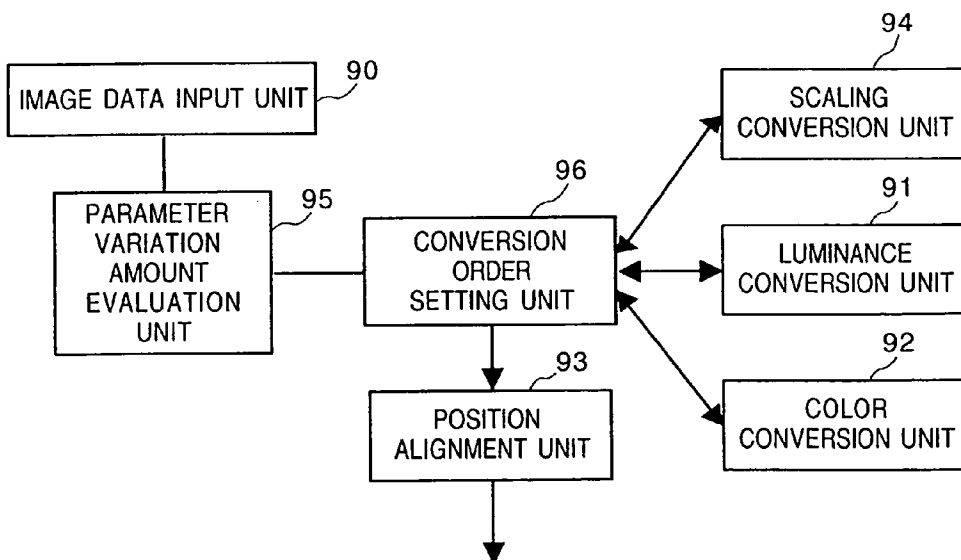 90
IMAGE DATA INPUT UNIT
95
PARAMETER
VARIATION
AMOUNT
EVALUATION
UNIT
96
CONVERSION
ORDER
SETTING UNIT
93
POSITION
ALIGNMENT UNIT
94
SCALING
CONVERSION UNIT
91
LUMINANCE
CONVERSION UNIT
92
COLOR
CONVERSION UNIT